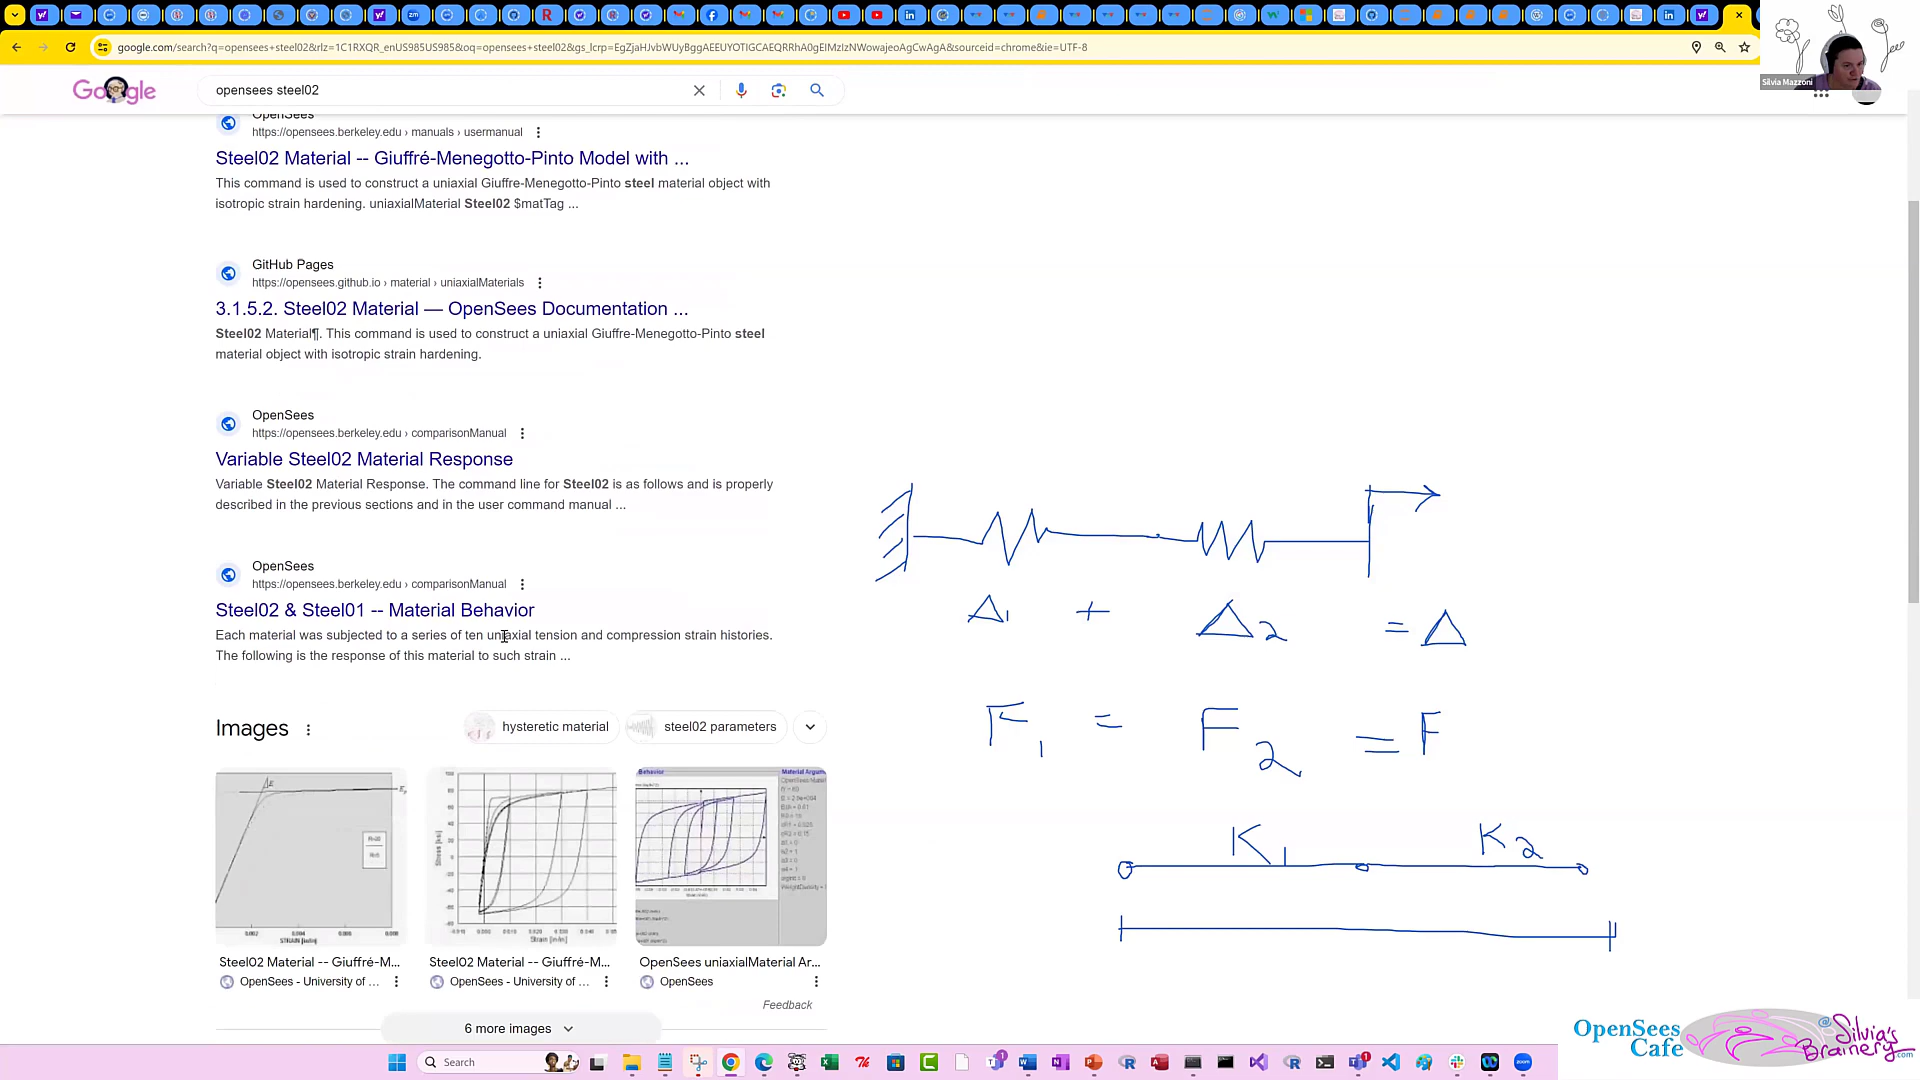 google.com/search?q=opensees+steel02&rlz=1C1RXQR_enUS985US985&oq=opensees+steel02&gs_lcrp=EgZjaHJvbWUyBggAEEUYOTIGCAEQRRhA0gEIMzIzNWowajeoAgCwAgA&sourceid=chrome&ie=UTF-8
Silvia Mazzoni
opensees steel02
OpenSees
https://opensees.berkeley.edu › manuals › usermanual
Steel02 Material -- Giuffré-Menegotto-Pinto Model with ...
This command is used to construct a uniaxial Giuffre-Menegotto-Pinto steel material object with
isotropic strain hardening. uniaxialMaterial Steel02 $matTag ...
GitHub Pages
https://opensees.github.io › material › uniaxialMaterials
3.1.5.2. Steel02 Material — OpenSees Documentation ...
Steel02 Material¶. This command is used to construct a uniaxial Giuffre-Menegotto-Pinto steel
material object with isotropic strain hardening.
OpenSees
https://opensees.berkeley.edu › comparisonManual
Variable Steel02 Material Response
Variable Steel02 Material Response. The command line for Steel02 is as follows and is properly
described in the previous sections and in the user command manual ...
OpenSees
https://opensees.berkeley.edu › comparisonManual
Steel02 & Steel01 -- Material Behavior
Each material was subjected to a series of ten uniaxial tension and compression strain histories.
The following is the response of this material to such strain ...
Images
hysteretic material
steel02 parameters
Steel02 Material -- Giuffré-M...
OpenSees - University of ...
Steel02 Material -- Giuffré-M...
OpenSees - University of ...
OpenSees uniaxialMaterial Ar...
OpenSees
Feedback
6 more images
Δ1 + Δ2 = Δ
F1 = F2 = F
K1 K2
OpenSees
Cafe
@Silvia's
Brainery.com
Search